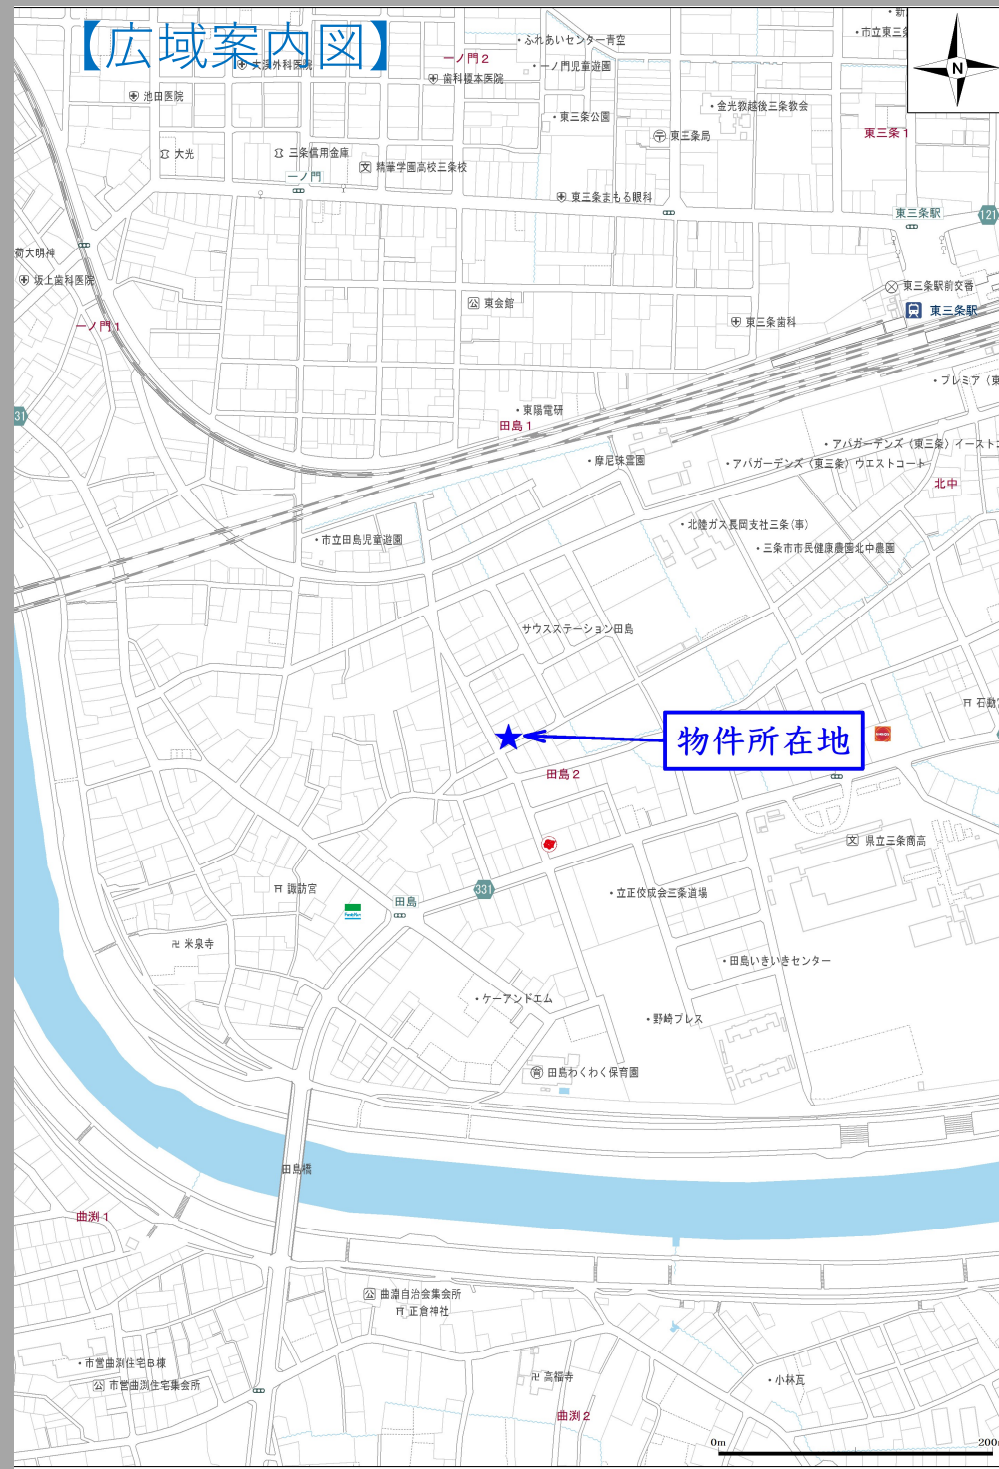 【広域案内図】
・ふれあいセンター青空
・市立東三条
一ノ門2
大渓外科医院
・一ノ門児童遊園
歯科榎本医院
N
池田医院
・金光教越後三条教会
・東三条公園
東三条局
東三条1
大光
三条信用金庫
精華学園高校三条校
一ノ門
東三条まもる眼科
東三条駅
121
荷大明神
坂上歯科医院
東三条駅前交番
東会館
東三条駅
一ノ門1
東三条歯科
・プレミア（東
・東陽電研
31
田島1
・アパガーデンズ（東三条）イーストコ
・摩尼珠霊園
・アパガーデンズ（東三条）ウエストコート
北中
・北陸ガス長岡支社三条(事)
・市立田島児童遊園
・三条市市民健康農園北中農園
サウスステーション田島
石動宮
物件所在地
田島2
県立三条商高
諏訪宮
331
・立正佼成会三条道場
田島
FamilyMart
米泉寺
・田島いきいきセンター
・ケーアンドエム
・野崎プレス
田島わくわく保育園
田島橋
曲渕1
曲淵自治会集会所
正倉神社
・市営曲渕住宅B棟
市営曲渕住宅集会所
高福寺
・小林瓦
曲渕2
0m
200m